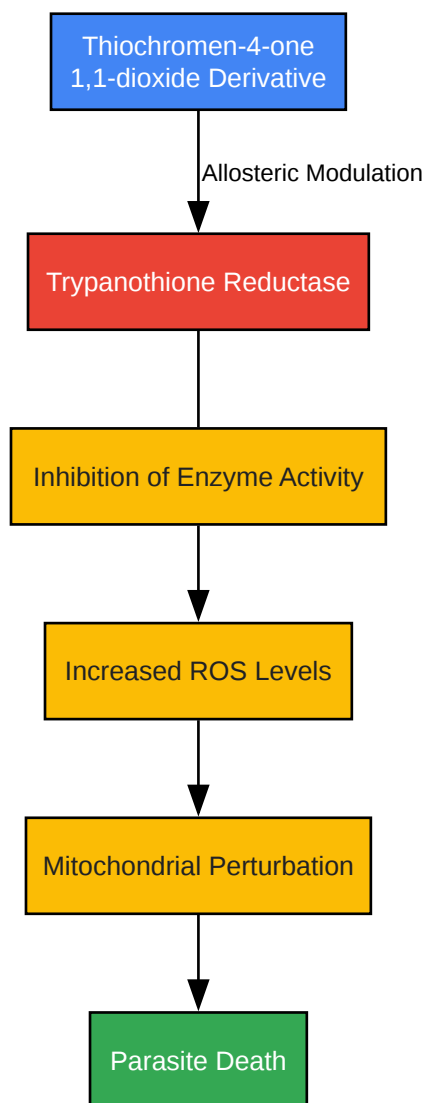 Thiochromen-4-one
1,1-dioxide Derivative
Allosteric Modulation
Trypanothione Reductase
Inhibition of Enzyme Activity
Increased ROS Levels
Mitochondrial Perturbation
Parasite Death